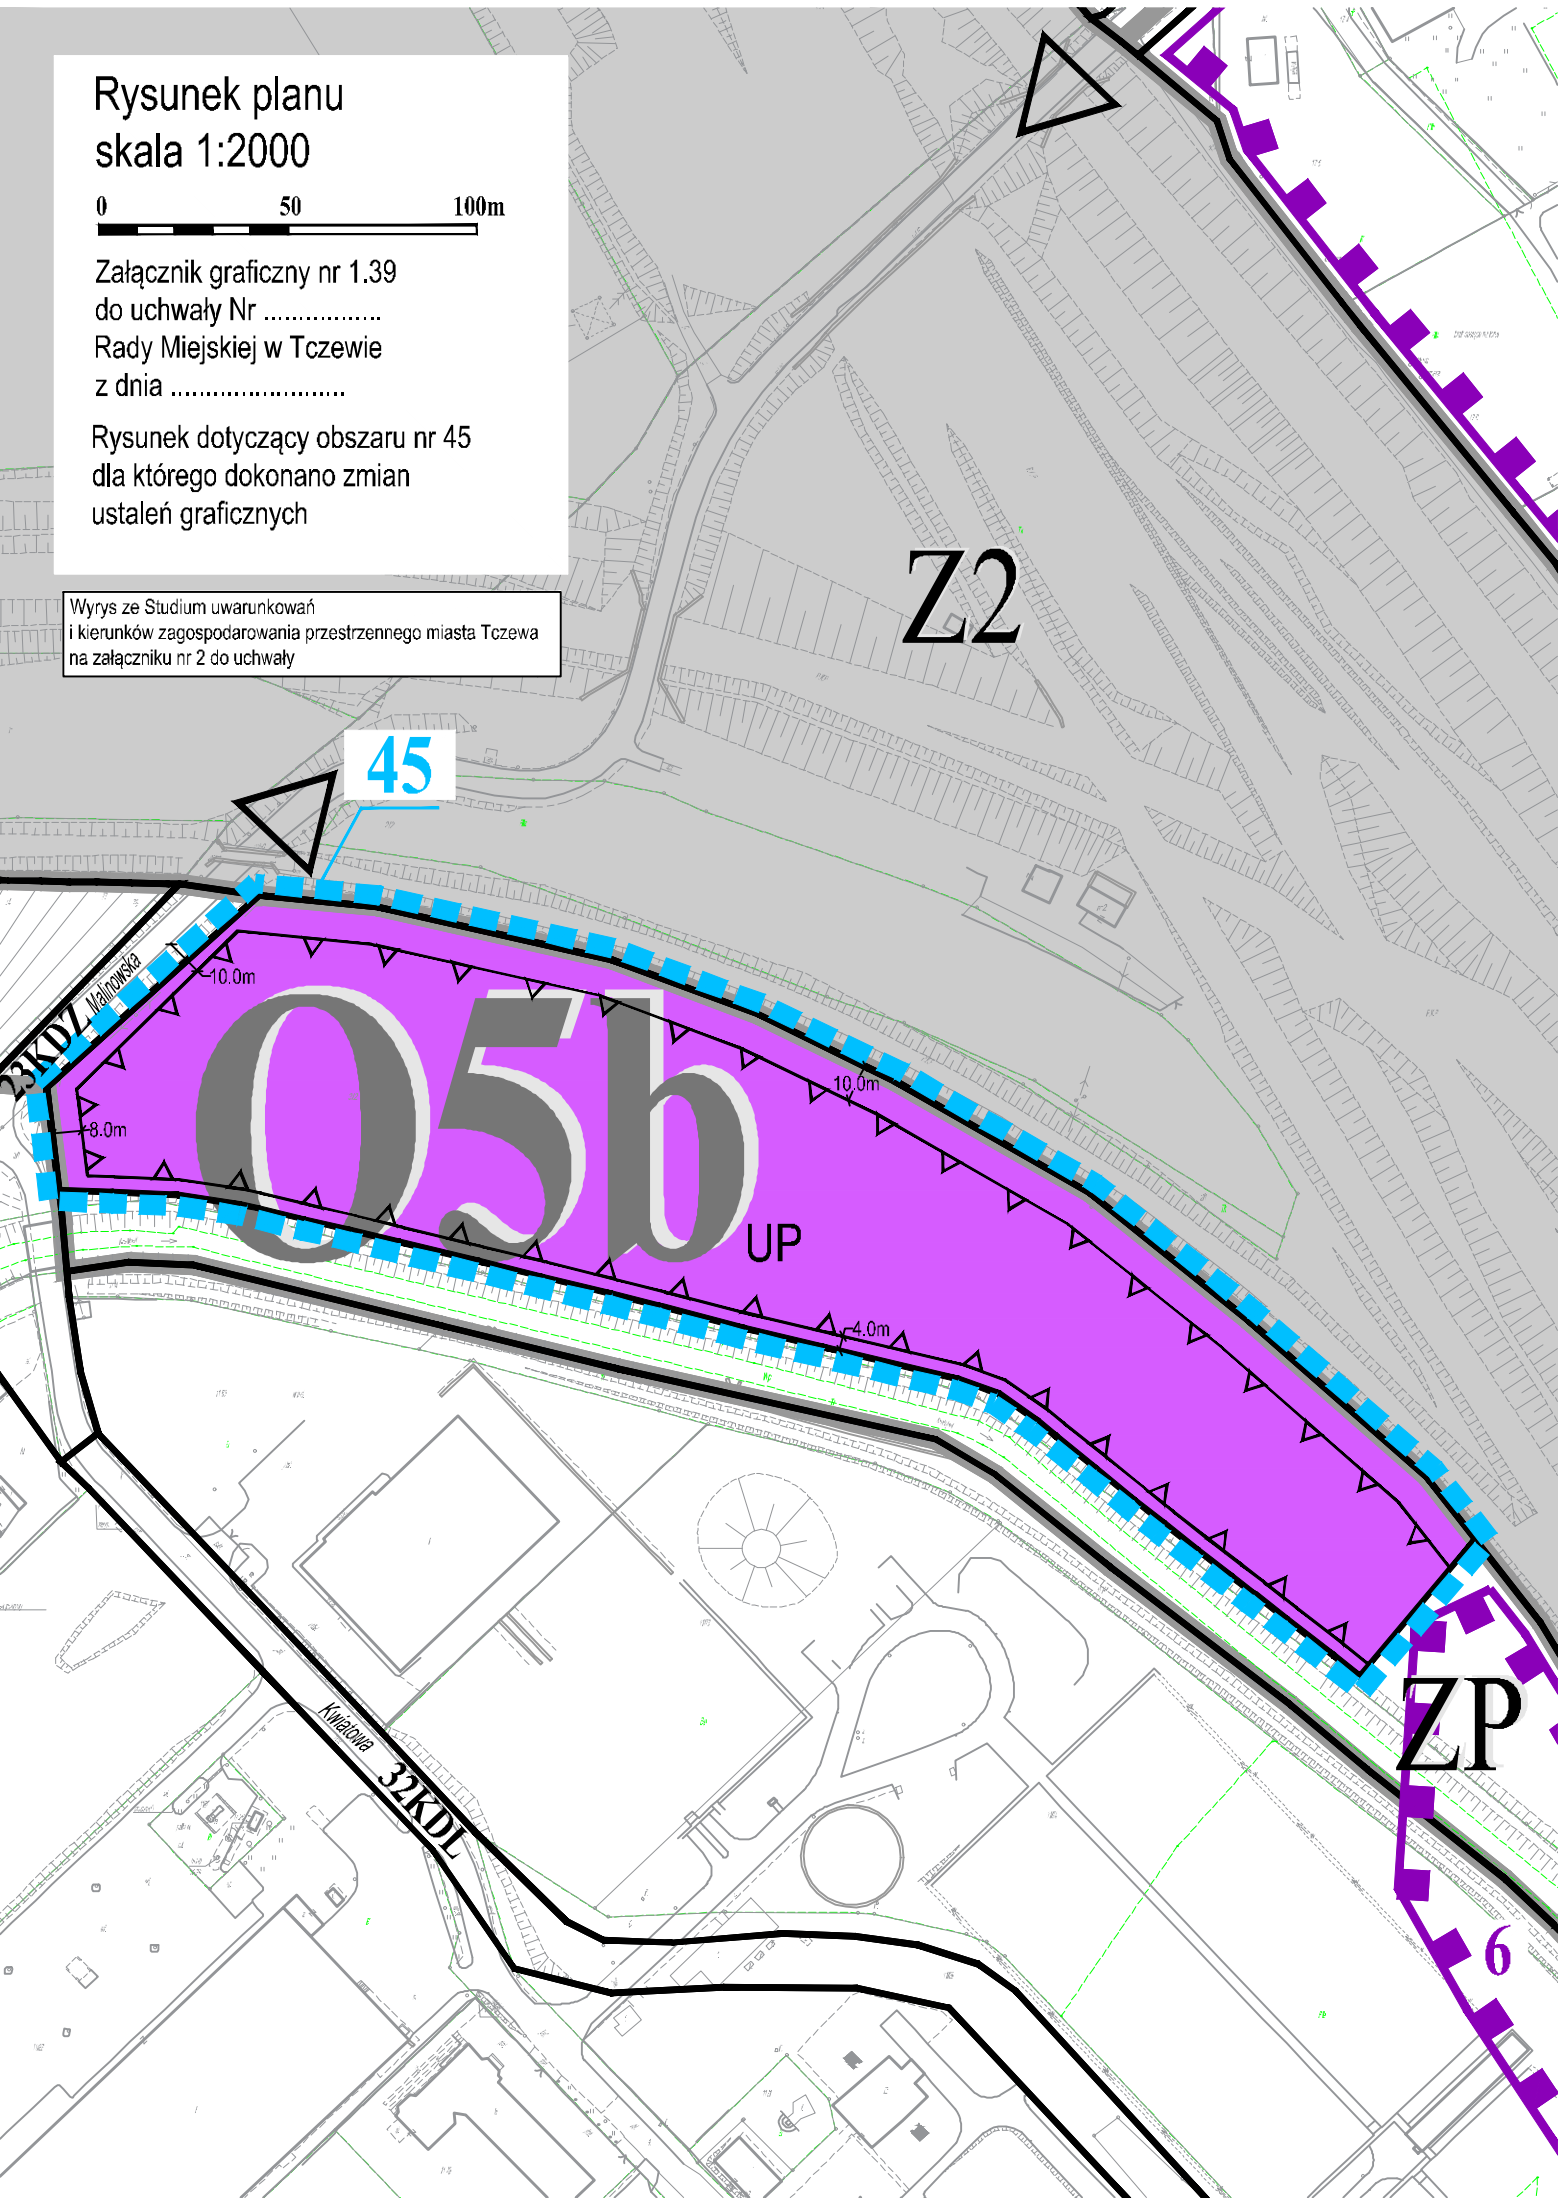 Rysunek planu
skala 1:2000
0 50 100m
Załącznik graficzny nr 1.39
do uchwały Nr .................
Rady Miejskiej w Tczewie
z dnia .........................
Rysunek dotyczący obszaru nr 45
dla którego dokonano zmian
ustaleń graficznych
Wyrys ze Studium uwarunkowań
i kierunków zagospodarowania przestrzennego miasta Tczewa
na załączniku nr 2 do uchwały
Z2
45
Malinowska
23KDZ
10.0m
O5b
10.0m
8.0m
UP
4.0m
ZP
Kwiatowa
32KDL
6